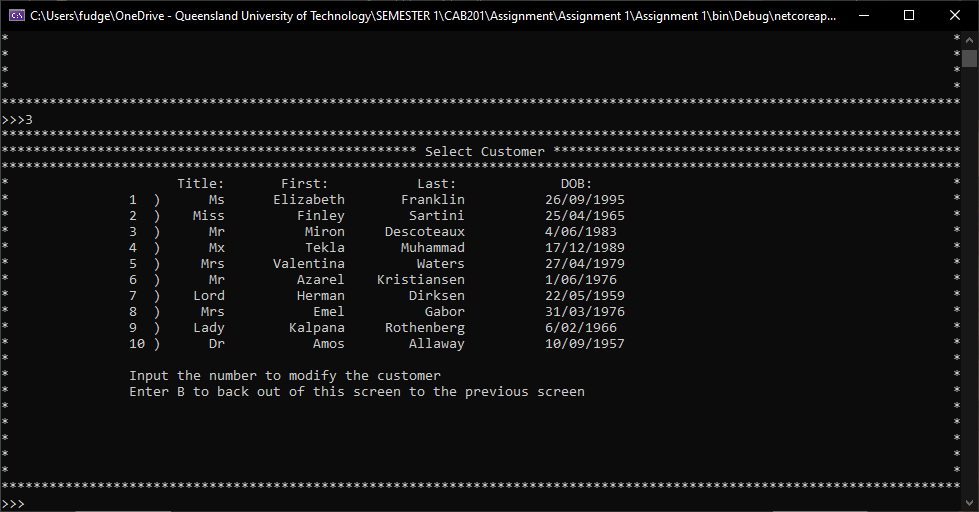 C:\Users\fudge\OneDrive - Queensland University of Technology\SEMESTER 1\CAB201\Assignment\Assignment 1\Assignment 1\bin\Debug\netcoreap...
* *
* *
* *
* *
************************************************************************************************************************
>>>3
************************************************************************************************************************
**************************************************** Select Customer ***************************************************
************************************************************************************************************************
* Title: First: Last: DOB: *
* 1 ) Ms Elizabeth Franklin 26/09/1995 *
* 2 ) Miss Finley Sartini 25/04/1965 *
* 3 ) Mr Miron Descoteaux 4/06/1983 *
* 4 ) Mx Tekla Muhammad 17/12/1989 *
* 5 ) Mrs Valentina Waters 27/04/1979 *
* 6 ) Mr Azarel Kristiansen 1/06/1976 *
* 7 ) Lord Herman Dirksen 22/05/1959 *
* 8 ) Mrs Emel Gabor 31/03/1976 *
* 9 ) Lady Kalpana Rothenberg 6/02/1966 *
* 10 ) Dr Amos Allaway 10/09/1957 *
* *
* Input the number to modify the customer *
* Enter B to back out of this screen to the previous screen *
* *
* *
* *
* *
* *
************************************************************************************************************************
>>>